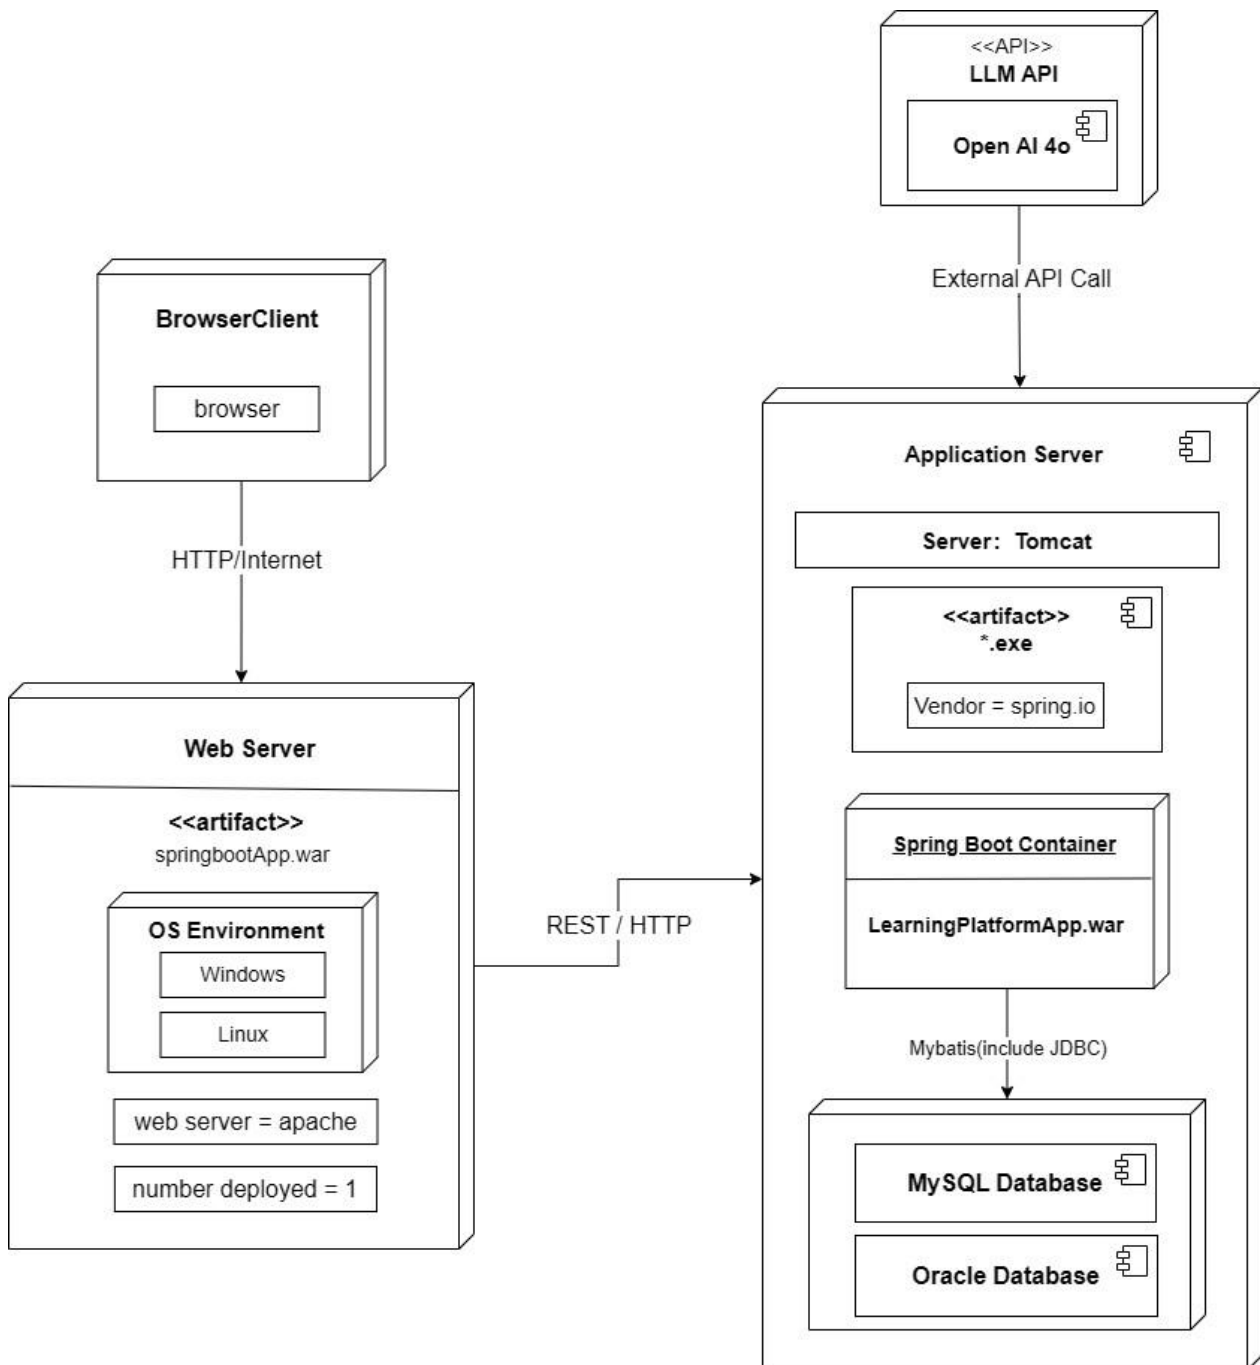 <<API>>
LLM API
Open AI 4o
External API Call
BrowserClient
browser
HTTP/Internet
Web Server
<<artifact>>
springbootApp.war
OS Environment
Windows
Linux
web server = apache
number deployed = 1
REST / HTTP
Application Server
Server: Tomcat
<<artifact>>
*.exe
Vendor = spring.io
Spring Boot Container
LearningPlatformApp.war
Mybatis(include JDBC)
MySQL Database
Oracle Database